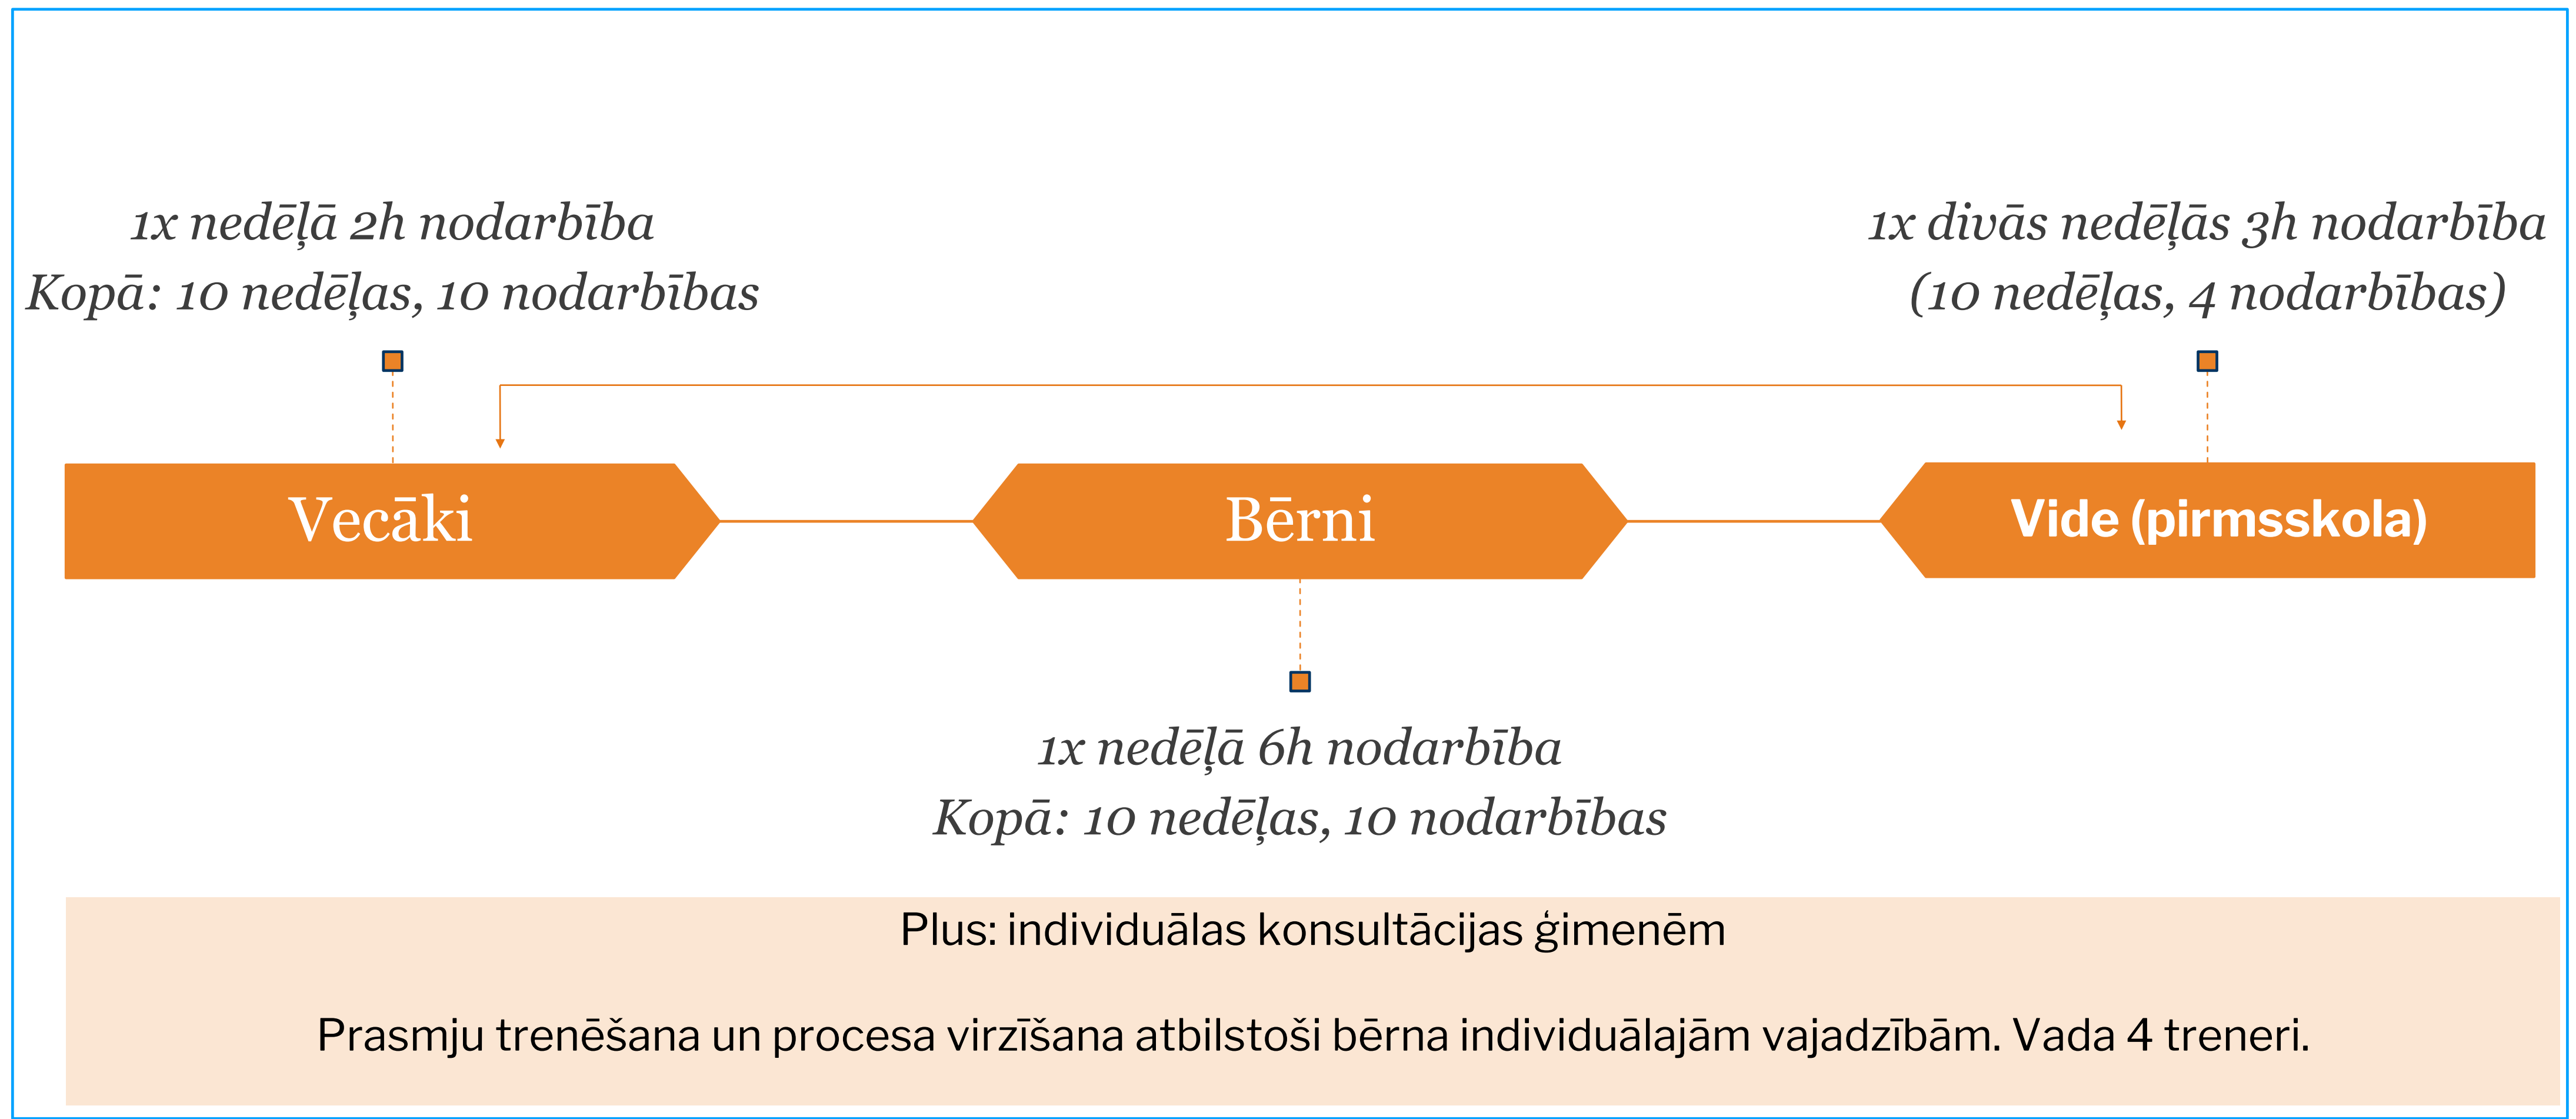 1x nedēļā 2h nodarbība
Kopā: 10 nedēļas, 10 nodarbības
1x divās nedēļās 3h nodarbība
(10 nedēļas, 4 nodarbības)
Vecāki
Bērni
Vide (pirmsskola)
1x nedēļā 6h nodarbība
Kopā: 10 nedēļas, 10 nodarbības
Plus: individuālas konsultācijas ģimenēm
Prasmju trenēšana un procesa virzīšana atbilstoši bērna individuālajām vajadzībām. Vada 4 treneri.